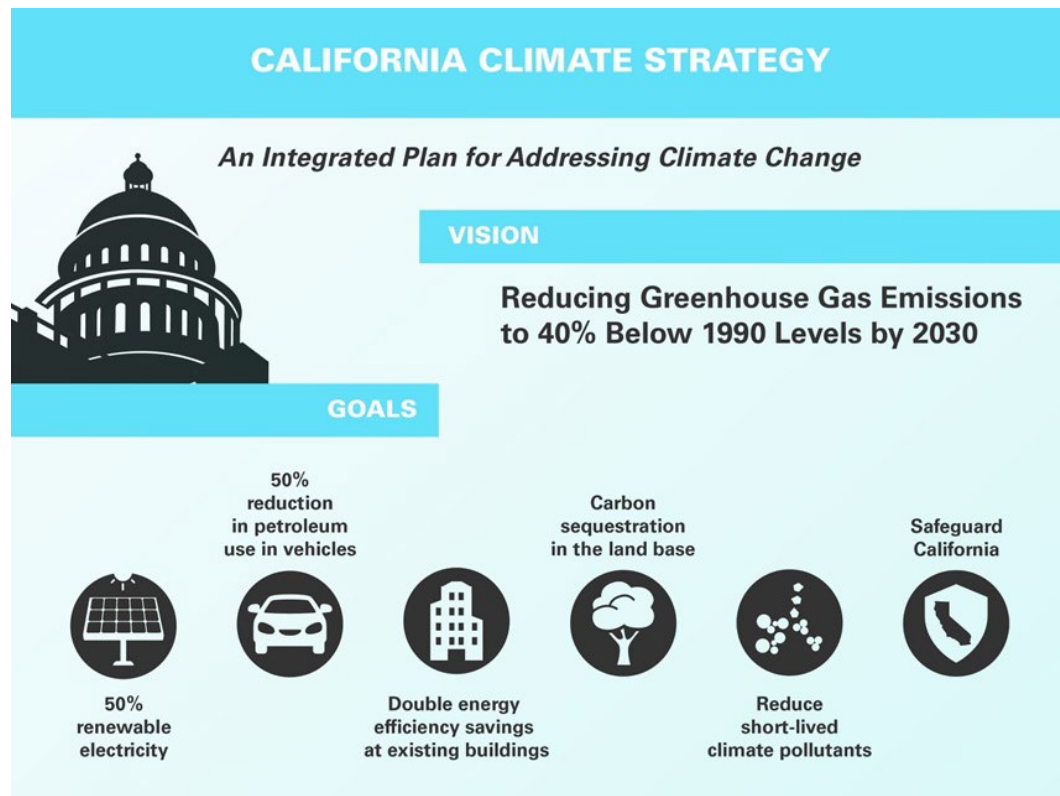 CALIFORNIA CLIMATE STRATEGY
An Integrated Plan for Addressing Climate Change
VISION
Reducing Greenhouse Gas Emissions
to 40% Below 1990 Levels by 2030
GOALS
50%
renewable
electricity
50%
reduction
in petroleum
use in vehicles
Double energy
efficiency savings
at existing buildings
Carbon
sequestration
in the land base
Reduce
short-lived
climate pollutants
Safeguard
California